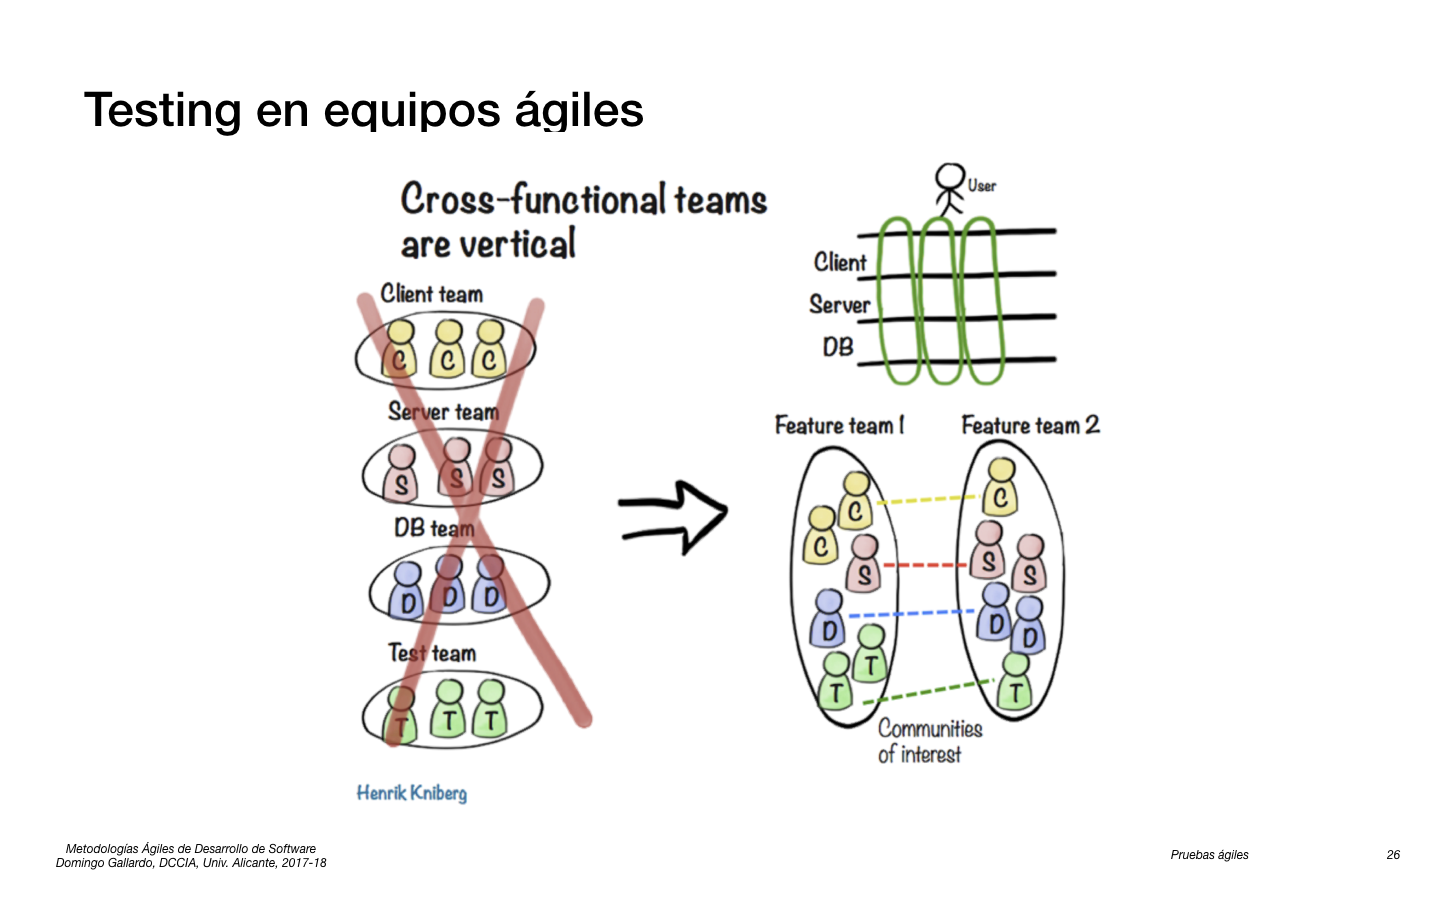 Testing en equipos ágiles
Cross-functional teams
are vertical
User
Client
Server
DB
Client team
C C C
Server team
S S S
DB team
D D D
Test team
T T T
Feature team 1
Feature team 2
C
C
S
D
T
T
C
S
S
D
D
T
Communities
of interest
Henrik Kniberg
Metodologías Ágiles de Desarrollo de Software
Domingo Gallardo, DCCIA, Univ. Alicante, 2017-18
Pruebas ágiles
26